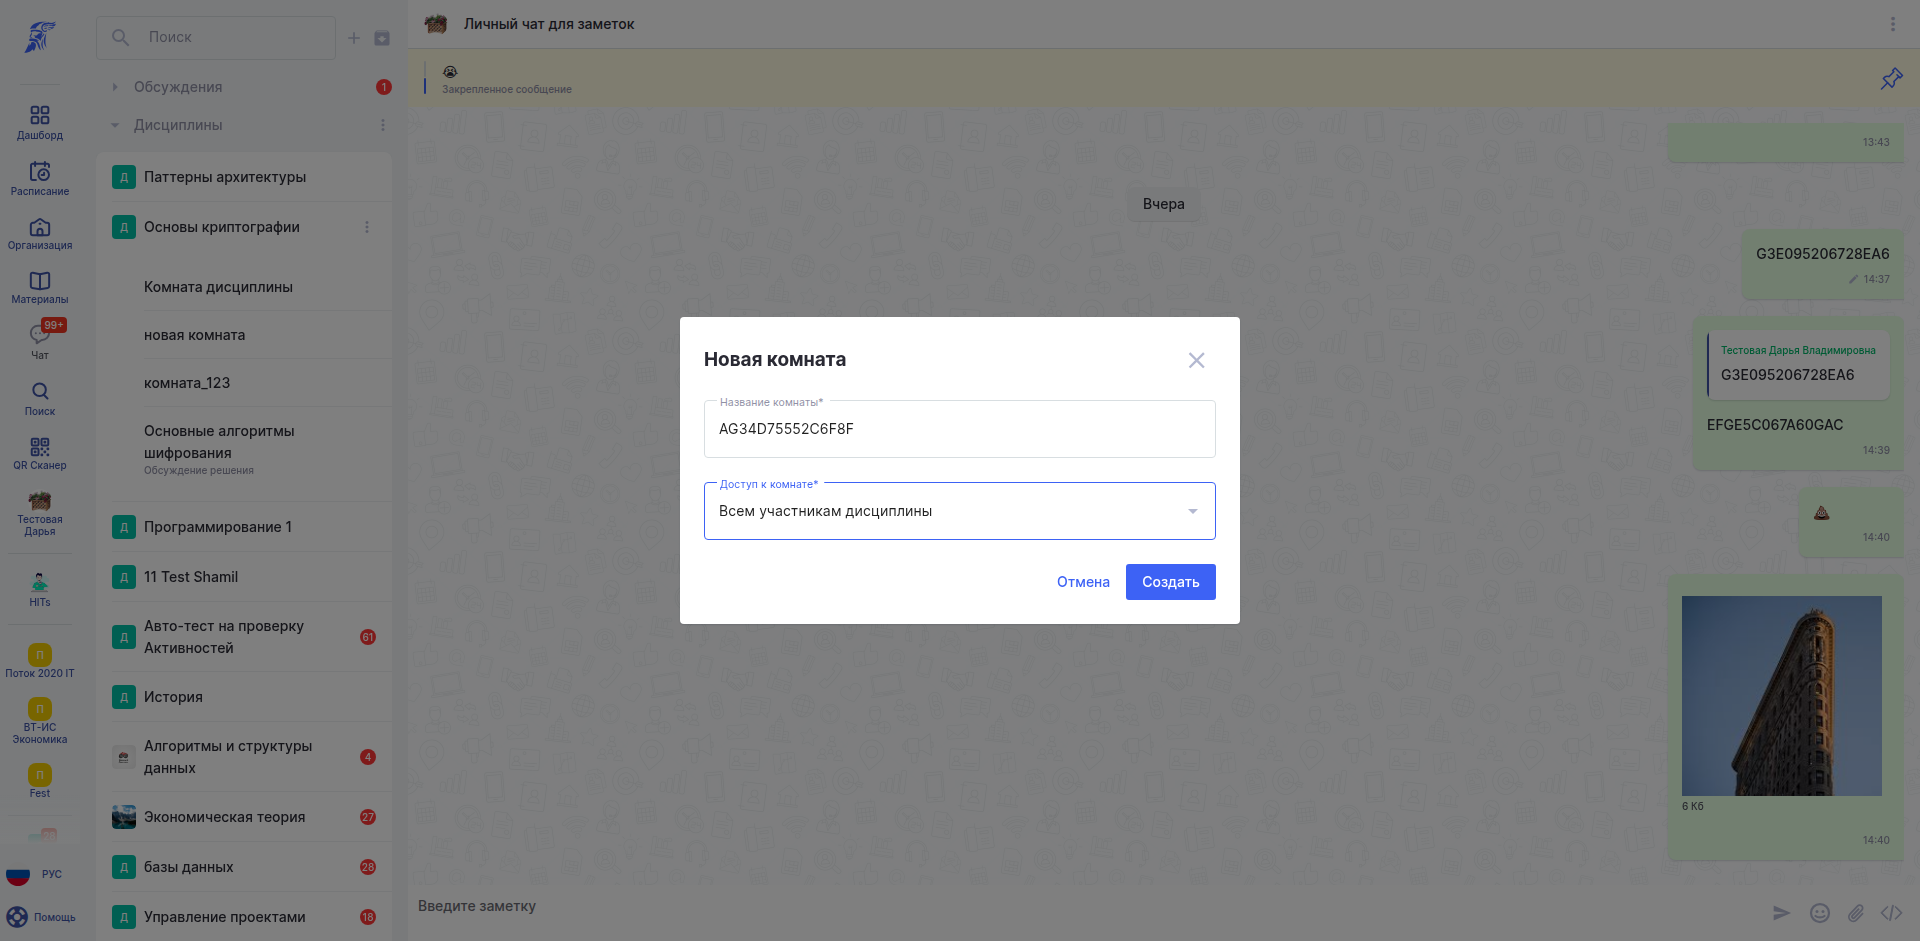 Дашборд
Расписание
Организация
Материалы
99+
Чат
Поиск
QR Сканер
Тестовая
Дарья
HITs
П
Поток 2020 IT
П
ВТ-ИС
Экономика
П
Fest
РУС
Помощь
Поиск
Обсуждения 1
Дисциплины
Д Паттерны архитектуры
Д Основы криптографии
Комната дисциплины
новая комната
комната_123
Основные алгоритмы
шифрования
Обсуждение решения
Д Программирование 1
Д 11 Test Shamil
Д Авто-тест на проверку
Активностей 61
Д История
Алгоритмы и структуры
данных 4
Экономическая теория 27
Д базы данных 28
Д Управление проектами 18
Личный чат для заметок
Закрепленное сообщение
13:43
Вчера
G3E095206728EA6
14:37
Тестовая Дарья Владимировна
G3E095206728EA6
EFGE5C067A60GAC
14:39
14:40
6 Кб
14:40
Введите заметку
Новая комната
Название комнаты*
AG34D75552C6F8F
Доступ к комнате*
Всем участникам дисциплины
Отмена
Создать